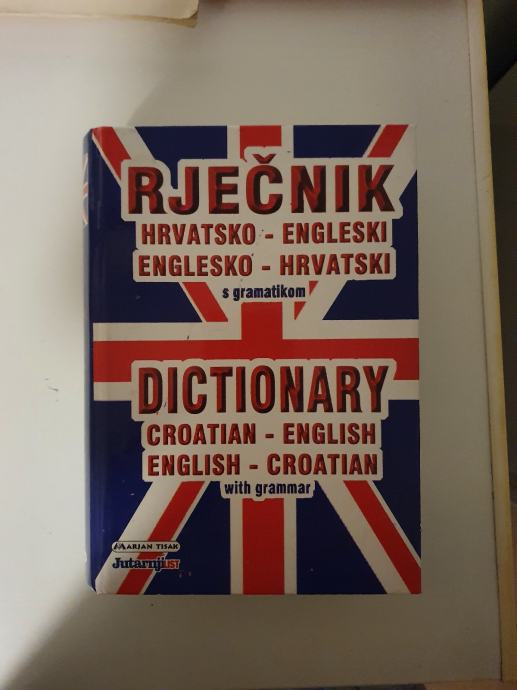 RJEČNIK
HRVATSKO - ENGLESKI
ENGLESKO - HRVATSKI
s gramatikom
DICTIONARY
CROATIAN - ENGLISH
ENGLISH - CROATIAN
with grammar
MARJAN TISAK
Jutarnji LIST